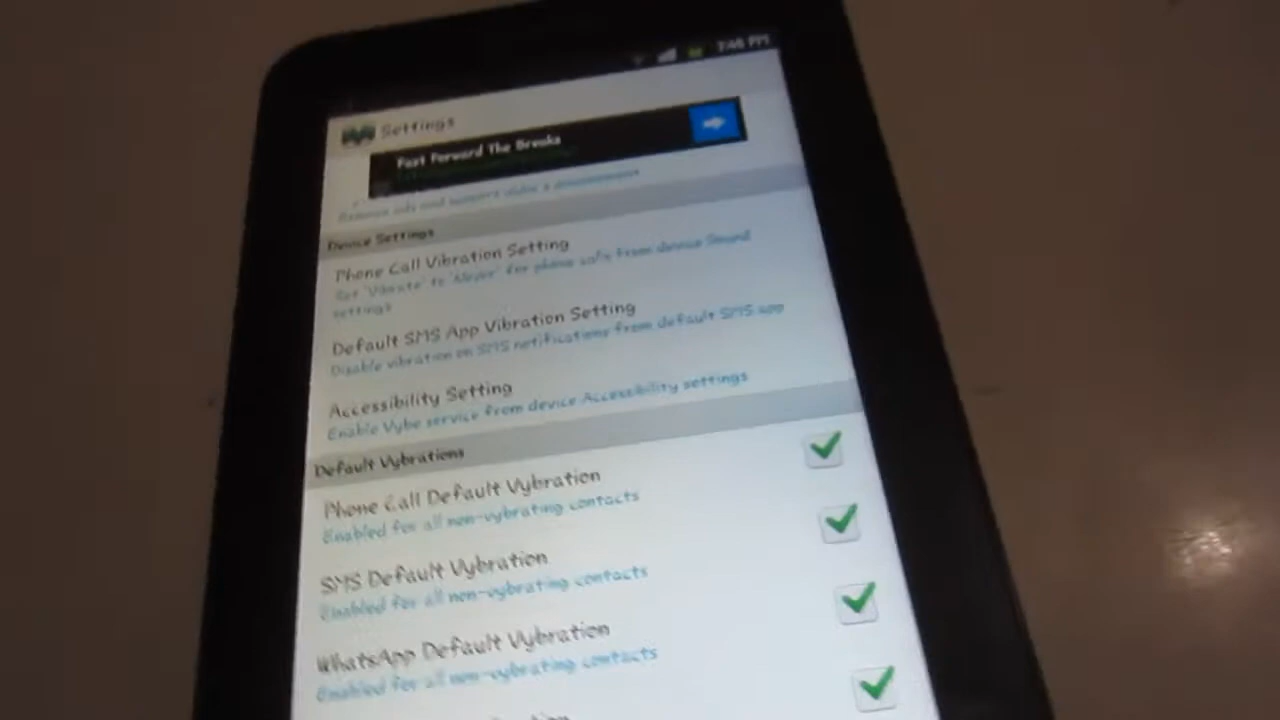 7:46 PM
Settings
Fast Forward The Breaks
Device Settings
Phone Call Vibration Setting
Set 'Vibrate' to 'Never' for phone calls from device Sound
settings
Default SMS App Vibration Setting
Disable vibration on SMS notifications from default SMS app
Accessibility Setting
Enable Vybe service from device Accessibility settings
Default Vybrations
Phone Call Default Vybration
Enabled for all non-vybrating contacts
SMS Default Vybration
Enabled for all non-vybrating contacts
WhatsApp Default Vybration
Enabled for all non-vybrating contacts